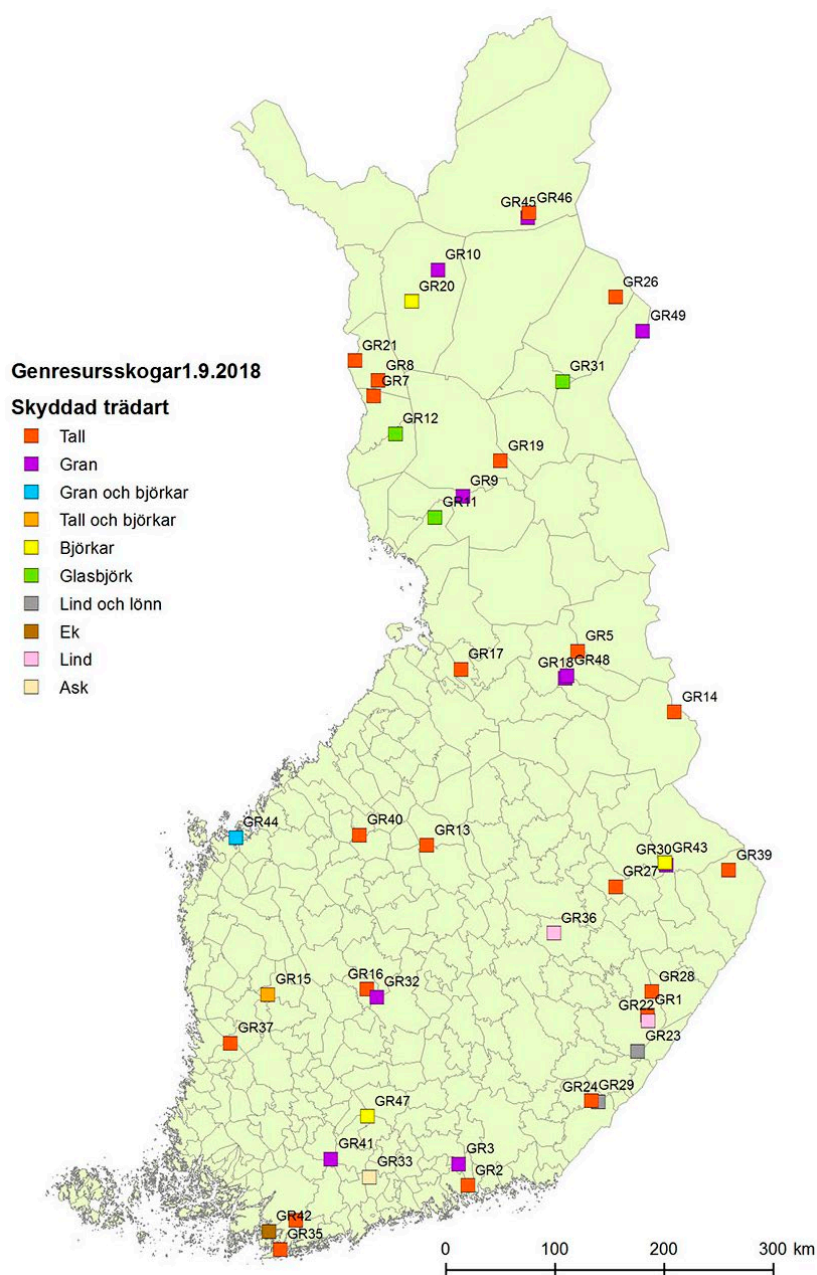 GR45 GR46
GR10
GR20
GR26
GR49
GR21
GR8
GR7
GR31
GR12
GR19
GR9
GR11
Genresursskogar1.9.2018
Skyddad trädart
Tall
Gran
Gran och björkar
Tall och björkar
Björkar
Glasbjörk
Lind och lönn
Ek
Lind
Ask
GR5
GR17
GR18 GR48
GR14
GR44
GR40
GR13
GR30 GR43
GR39
GR27
GR36
GR16
GR32
GR15
GR28
GR22 GR1
GR37
GR23
GR24 GR29
GR47
GR41
GR3
GR33
GR2
GR42
GR35
0 100 200 300 km